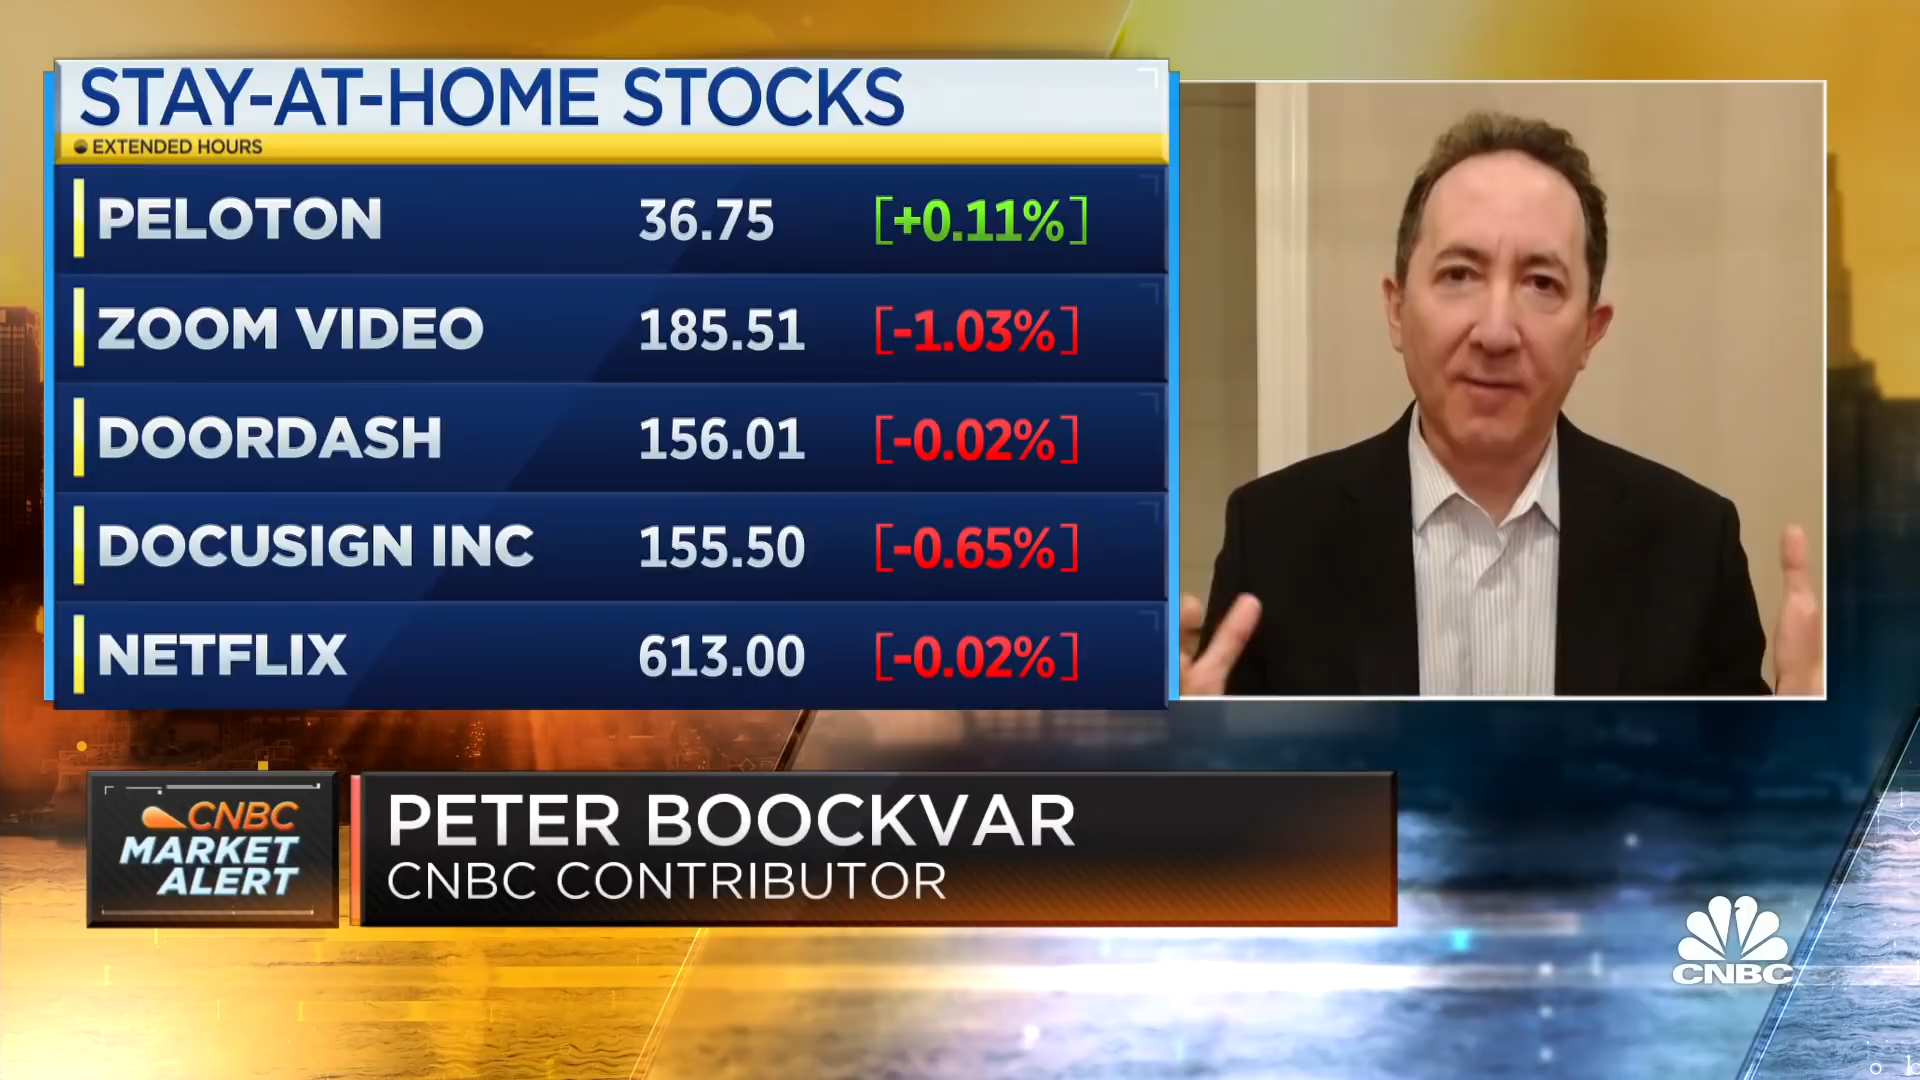 STAY-AT-HOME STOCKS
EXTENDED HOURS
PELOTON 36.75 [+0.11%]
ZOOM VIDEO 185.51 [-1.03%]
DOORDASH 156.01 [-0.02%]
DOCUSIGN INC 155.50 [-0.65%]
NETFLIX 613.00 [-0.02%]
CNBC
MARKET
ALERT
PETER BOOCKVAR
CNBC CONTRIBUTOR
CNBC